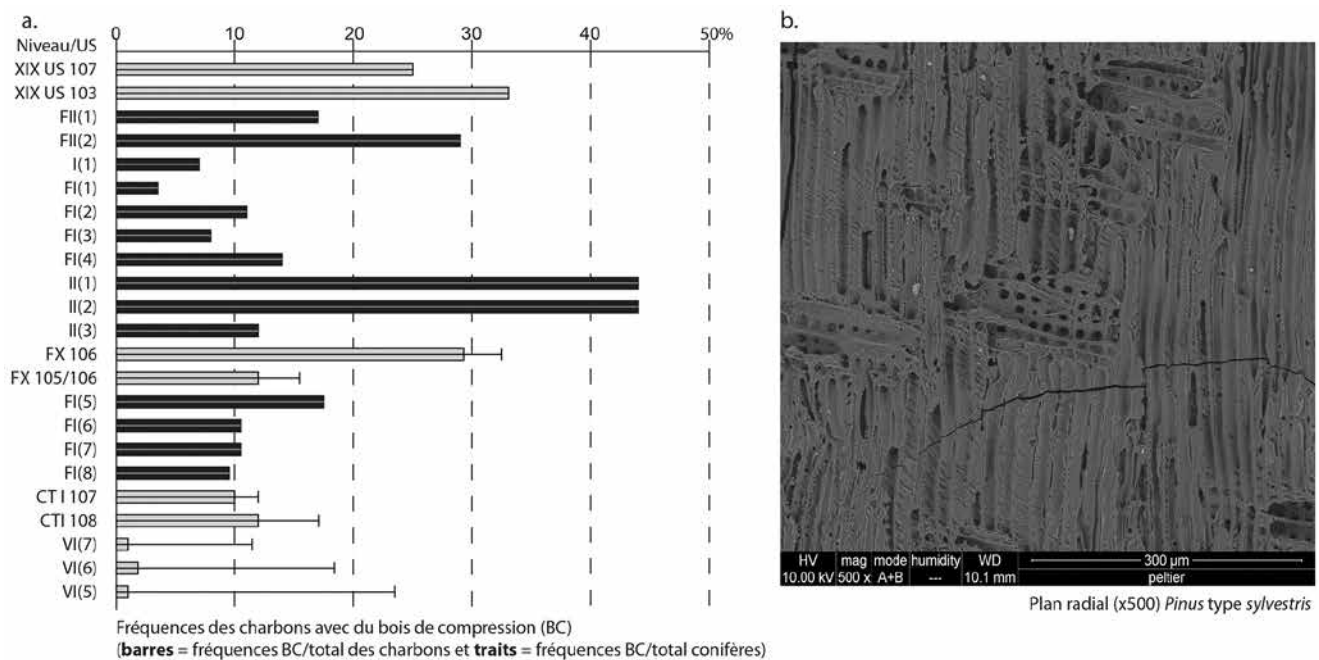 a.
0 10 20 30 40 50%
Niveau/US
XIX US 107
XIX US 103
FII(1)
FII(2)
I(1)
FI(1)
FI(2)
FI(3)
FI(4)
II(1)
II(2)
II(3)
FX 106
FX 105/106
FI(5)
FI(6)
FI(7)
FI(8)
CT I 107
CTI 108
VI(7)
VI(6)
VI(5)
Fréquences des charbons avec du bois de compression (BC)
(barres = fréquences BC/total des charbons et traits = fréquences BC/total conifères)
b.
HV mag mode humidity WD 300 µm
10.00 kV 500 x A+B --- 10.1 mm peltier
Plan radial (x500) Pinus type sylvestris